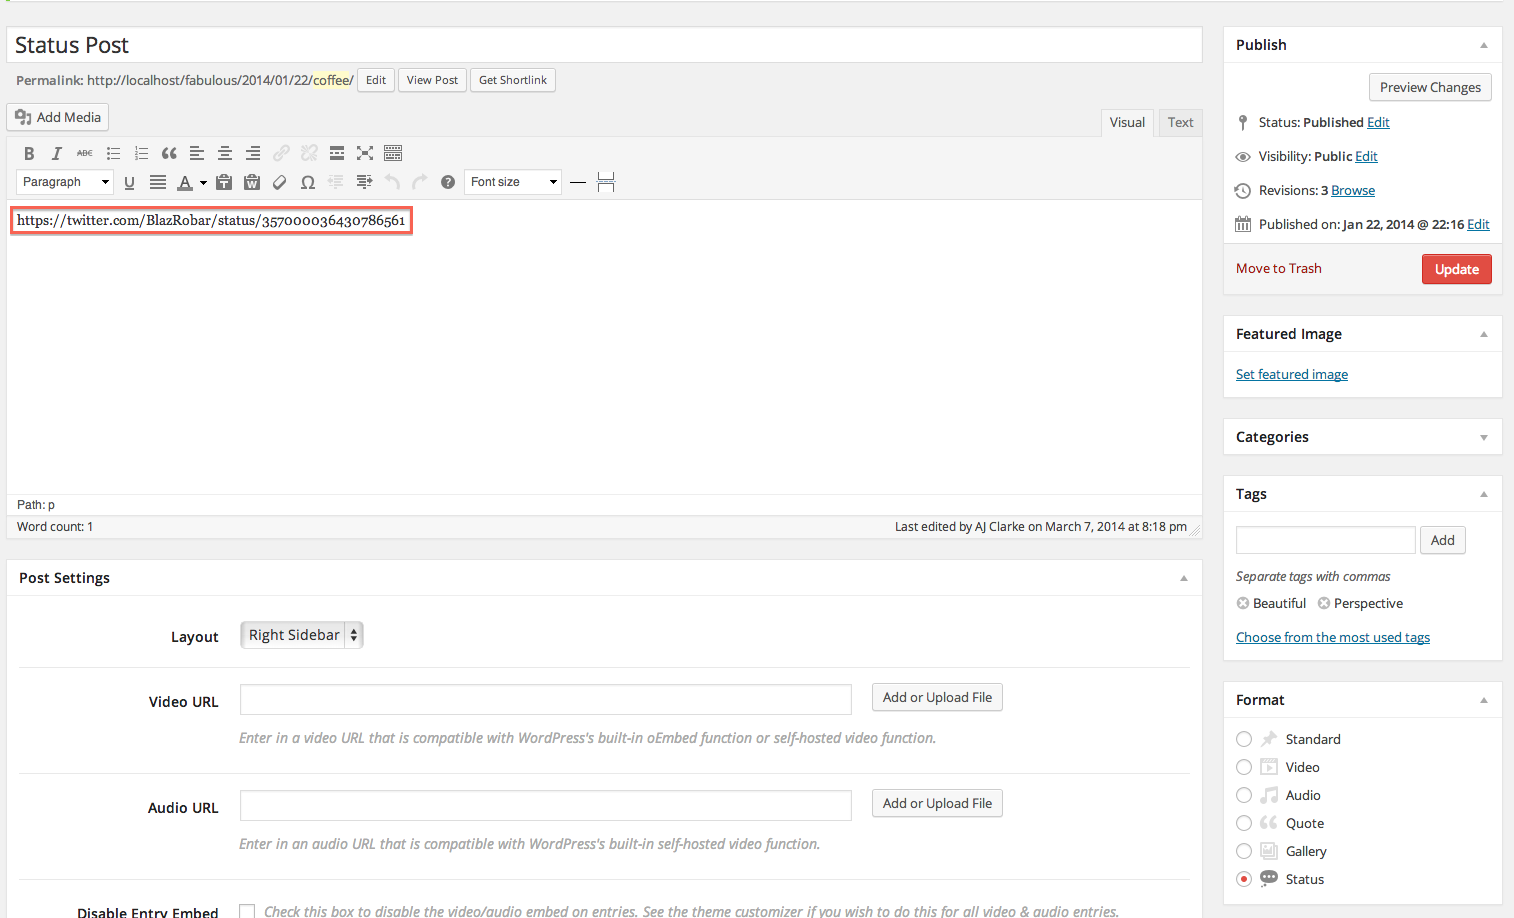 Status Post
Permalink: http://localhost/fabulous/2014/01/22/coffee/ Edit View Post Get Shortlink
Add Media
Visual Text
B I ABC
Paragraph U A T W Ω ? Font size
https://twitter.com/BlazRobar/status/357000036430786561
Path: p
Word count: 1
Last edited by AJ Clarke on March 7, 2014 at 8:18 pm
Post Settings
Layout Right Sidebar
Video URL Add or Upload File
Enter in a video URL that is compatible with WordPress's built-in oEmbed function or self-hosted video function.
Audio URL Add or Upload File
Enter in an audio URL that is compatible with WordPress's built-in self-hosted video function.
Disable Entry Embed Check this box to disable the video/audio embed on entries. See the theme customizer if you wish to do this for all video & audio entries.
Publish
Preview Changes
Status: Published Edit
Visibility: Public Edit
Revisions: 3 Browse
Published on: Jan 22, 2014 @ 22:16 Edit
Move to Trash Update
Featured Image
Set featured image
Categories
Tags
Add
Separate tags with commas
Beautiful Perspective
Choose from the most used tags
Format
Standard
Video
Audio
Quote
Gallery
Status